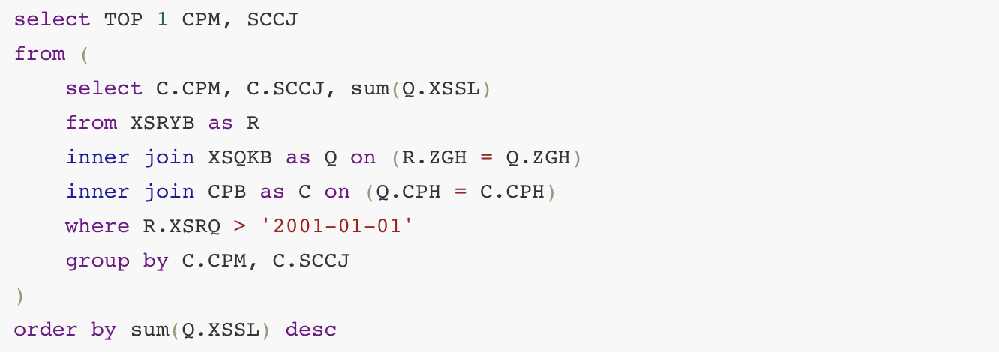 select TOP 1 CPM, SCCJ
from (
    select C.CPM, C.SCCJ, sum(Q.XSSL)
    from XSRYB as R
    inner join XSQKB as Q on (R.ZGH = Q.ZGH)
    inner join CPB as C on (Q.CPH = C.CPH)
    where R.XSRQ > '2001-01-01'
    group by C.CPM, C.SCCJ
)
order by sum(Q.XSSL) desc